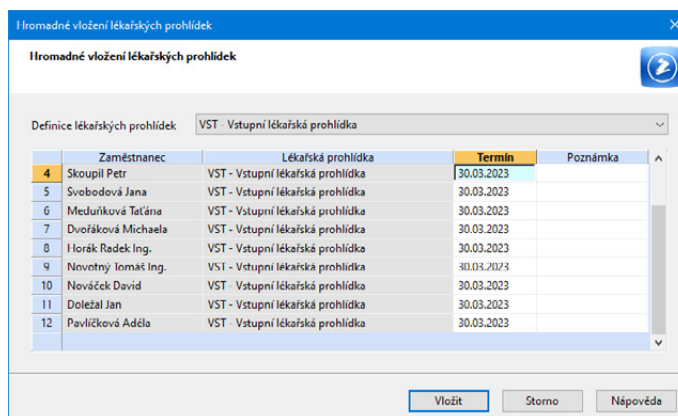 Hromadné vložení lékařských prohlídek
Hromadné vložení lékařských prohlídek
Definice lékařských prohlídek VST - Vstupní lékařská prohlídka
Zaměstnanec Lékařská prohlídka Termín Poznámka
4 Skoupil Petr VST - Vstupní lékařská prohlídka 30.03.2023
5 Svobodová Jana VST - Vstupní lékařská prohlídka 30.03.2023
6 Meduňková Taťána VST - Vstupní lékařská prohlídka 30.03.2023
7 Dvořáková Michaela VST - Vstupní lékařská prohlídka 30.03.2023
8 Horák Radek Ing. VST - Vstupní lékařská prohlídka 30.03.2023
9 Novotný Tomáš Ing. VST - Vstupní lékařská prohlídka 30.03.2023
10 Nováček David VST - Vstupní lékařská prohlídka 30.03.2023
11 Doležal Jan VST - Vstupní lékařská prohlídka 30.03.2023
12 Pavlíčková Adéla VST - Vstupní lékařská prohlídka 30.03.2023
Vložit Storno Nápověda